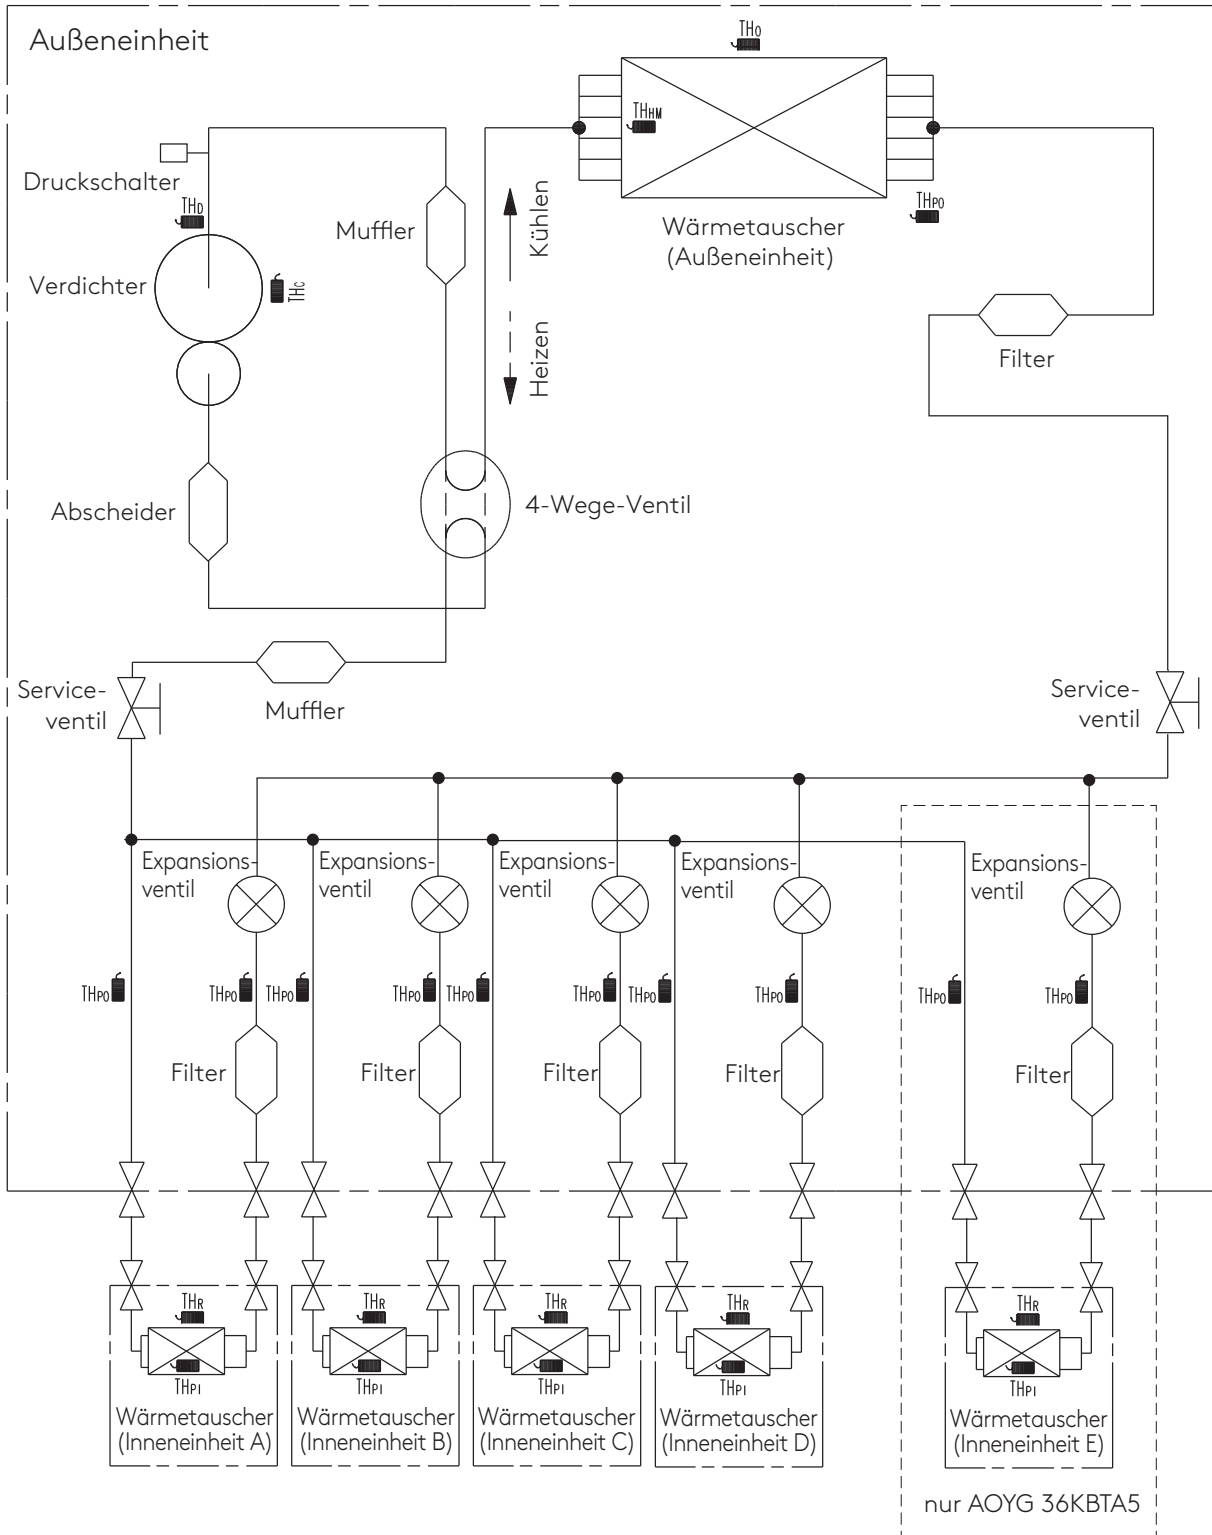 Außeneinheit
THO
THHM
Druckschalter
THD
Muffler
Kühlen
Wärmetauscher
(Außeneinheit)
THPO
Verdichter
THC
Heizen
Filter
Abscheider
4-Wege-Ventil
Service-
ventil
Muffler
Service-
ventil
Expansions-
ventil
Expansions-
ventil
Expansions-
ventil
Expansions-
ventil
Expansions-
ventil
THPO
THPO
THPO
THPO
THPO
THPO
THPO
THPO
THPO
THPO
Filter
Filter
Filter
Filter
Filter
THR
THR
THR
THR
THR
THPI
THPI
THPI
THPI
THPI
Wärmetauscher
(Inneneinheit A)
Wärmetauscher
(Inneneinheit B)
Wärmetauscher
(Inneneinheit C)
Wärmetauscher
(Inneneinheit D)
Wärmetauscher
(Inneneinheit E)
nur AOYG 36KBTA5